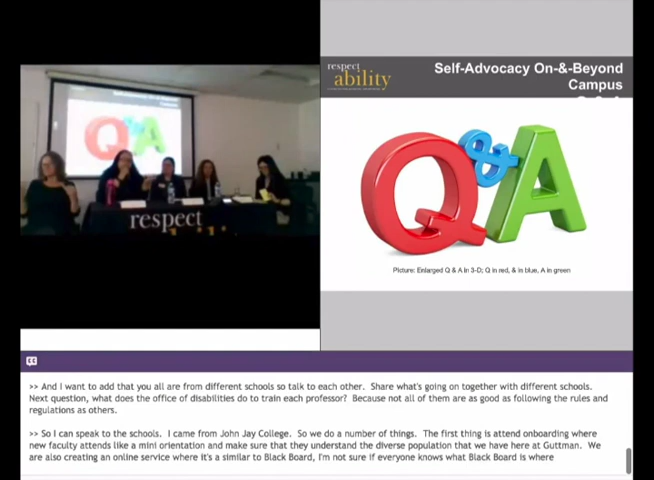 Q&A
respect
respect
ability
Self-Advocacy On-&-Beyond
Campus
Q&A
Picture: Enlarged Q & A In 3-D; Q in red, & in blue, A in green
>> And I want to add that you all are from different schools so talk to each other. Share what's going on together with different schools.
Next question, what does the office of disabilities do to train each professor? Because not all of them are as good as following the rules and
regulations as others.
>> So I can speak to the schools. I came from John Jay College. So we do a number of things. The first thing is attend onboarding where
new faculty attends like a mini orientation and make sure that they understand the diverse population that we have here at Guttman. We
are also creating an online service where it's a similar to Black Board, I'm not sure if everyone knows what Black Board is where